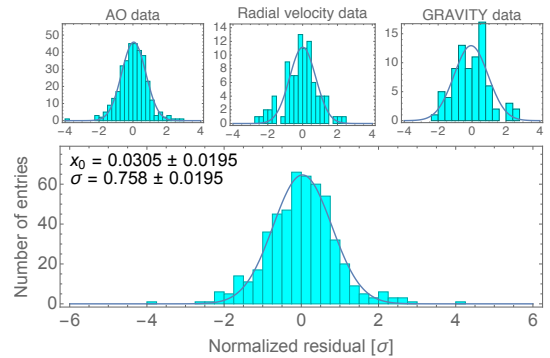 AO data Radial velocity data GRAVITY data
50
40
30
20
10
0
-4 -2 0 2 4
14
12
10
8
6
4
2
0
-4 -2 0 2 4
15
10
5
0
-4 -2 0 2 4
x₀ = 0.0305 ± 0.0195
σ = 0.758 ± 0.0195
Number of entries
60
40
20
0
-6 -4 -2 0 2 4 6
Normalized residual [σ]